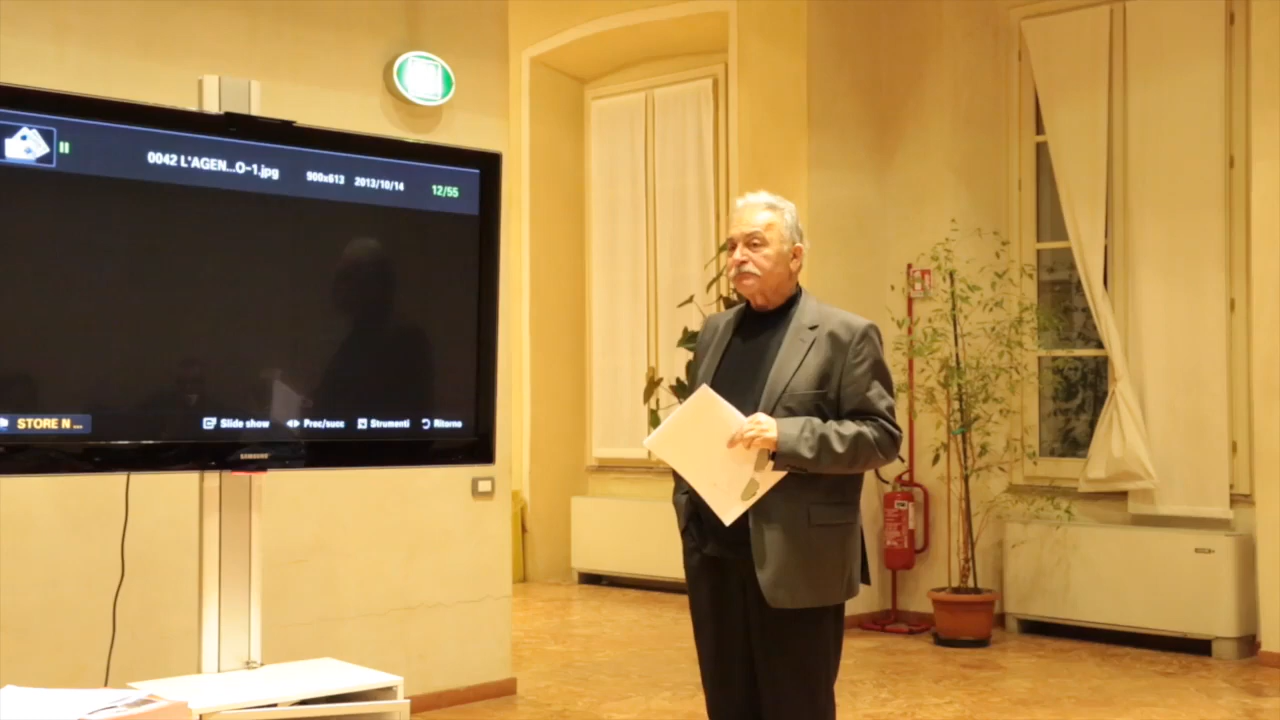 0042 L'AGEN...O-1.jpg 900x613 2013/10/14 12/55
STORE N ... Slide show Prec/succ Strumenti Ritorno
SAMSUNG